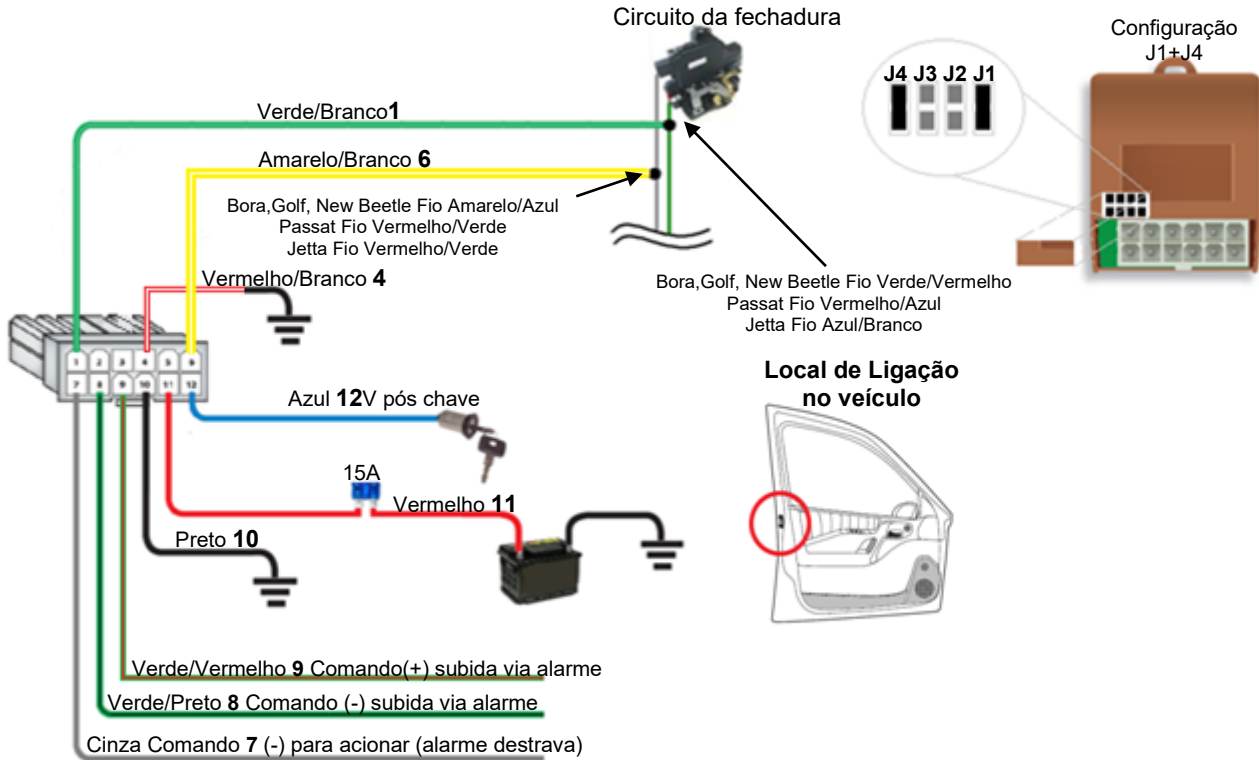 Circuito da fechadura
Configuração
J1+J4
J4 J3 J2 J1
Verde/Branco1
Amarelo/Branco 6
Bora,Golf, New Beetle Fio Amarelo/Azul
Passat Fio Vermelho/Verde
Jetta Fio Vermelho/Verde
Vermelho/Branco 4
Bora,Golf, New Beetle Fio Verde/Vermelho
Passat Fio Vermelho/Azul
Jetta Fio Azul/Branco
1 2 3 4 5 6
7 8 9 10 11 12
Local de Ligação
no veículo
Azul 12V pós chave
15A
Vermelho 11
Preto 10
Verde/Vermelho 9 Comando(+) subida via alarme
Verde/Preto 8 Comando (-) subida via alarme
Cinza Comando 7 (-) para acionar (alarme destrava)